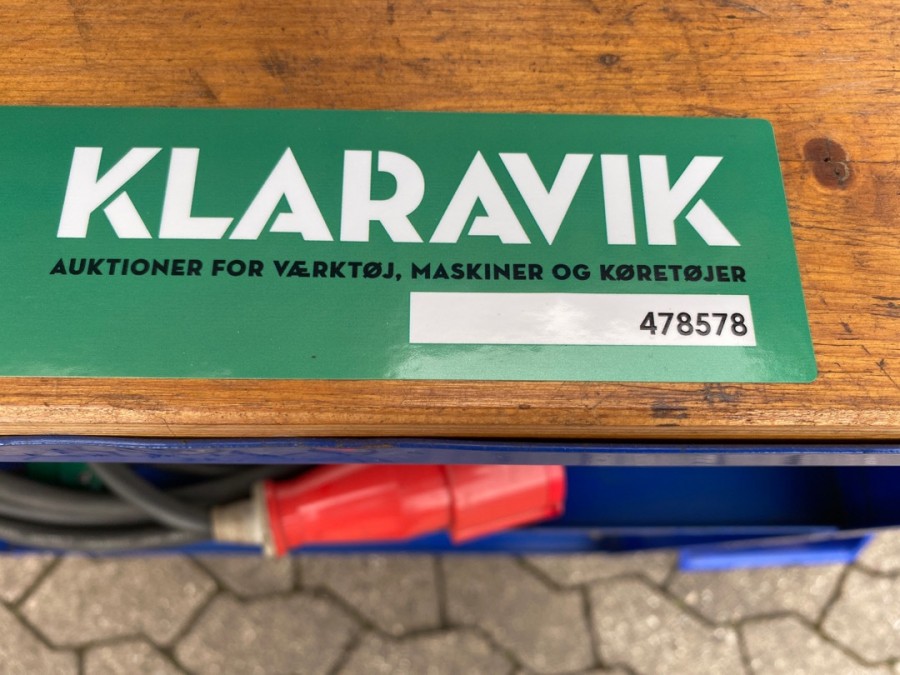 KLARAVIK
AUKTIONER FOR VÆRKTØJ, MASKINER OG KØRETØJER
478578